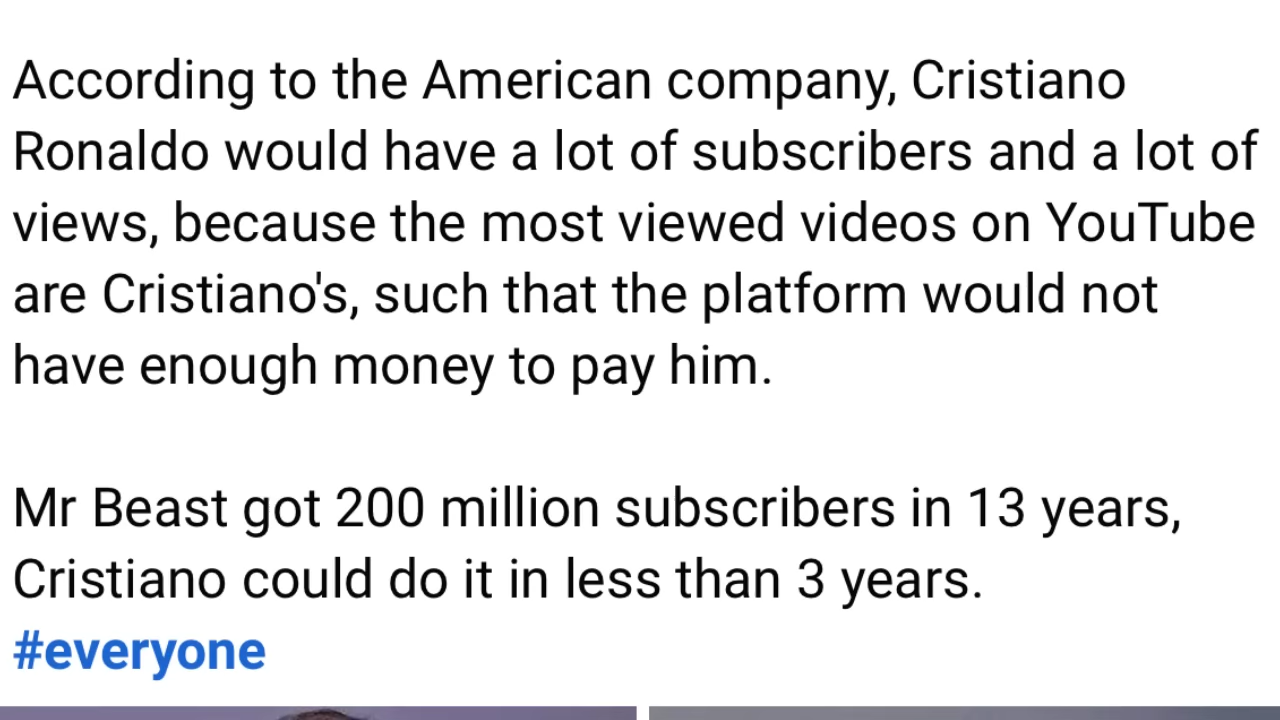 According to the American company, Cristiano
Ronaldo would have a lot of subscribers and a lot of
views, because the most viewed videos on YouTube
are Cristiano's, such that the platform would not
have enough money to pay him.
Mr Beast got 200 million subscribers in 13 years,
Cristiano could do it in less than 3 years.
#everyone